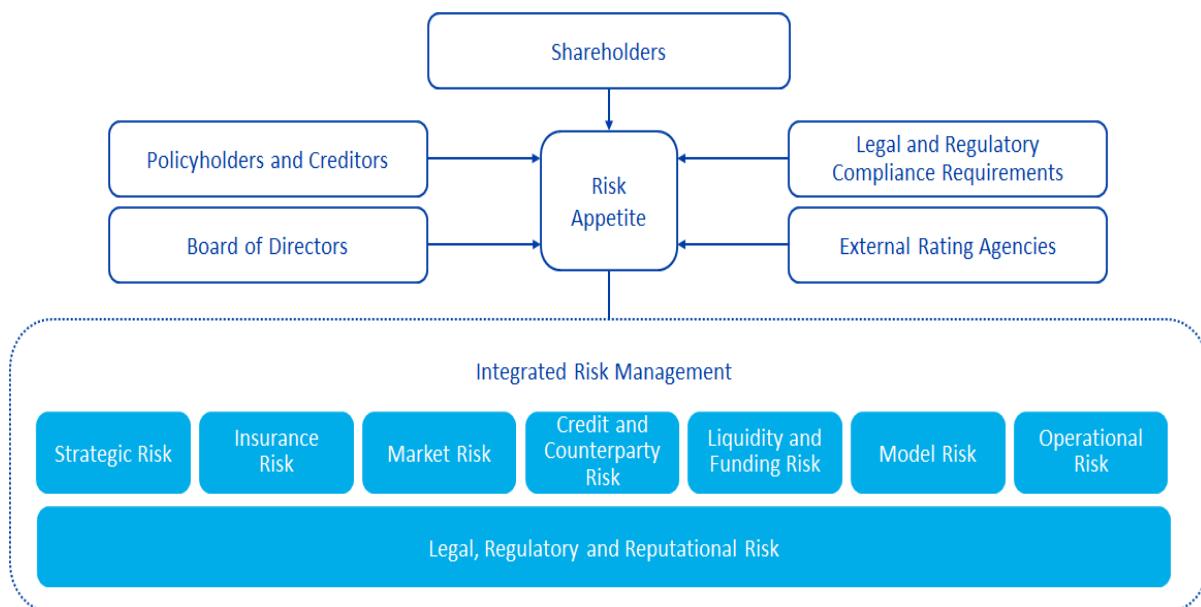 Shareholders
Policyholders and Creditors
Legal and Regulatory
Compliance Requirements
Risk
Appetite
Board of Directors
External Rating Agencies
Integrated Risk Management
Strategic Risk
Insurance
Risk
Market Risk
Credit and
Counterparty
Risk
Liquidity and
Funding Risk
Model Risk
Operational
Risk
Legal, Regulatory and Reputational Risk